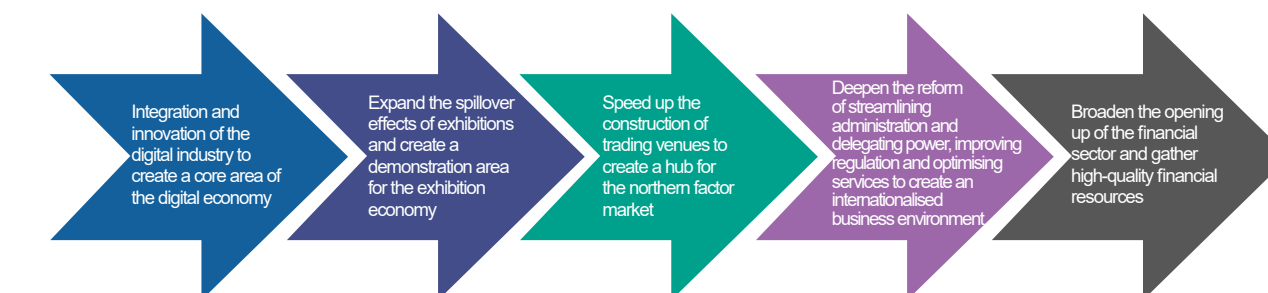 Integration and
innovation of the
digital industry to
create a core area of
the digital economy
Expand the spillover
effects of exhibitions
and create a
demonstration area
for the exhibition
economy
Speed up the
construction of
trading venues to
create a hub for
the northern factor
market
Deepen the reform
of streamlining
administration and
delegating power, improving
regulation and optimising
services to create an
internationalised
business environment
Broaden the opening
up of the financial
sector and gather
high-quality financial
resources